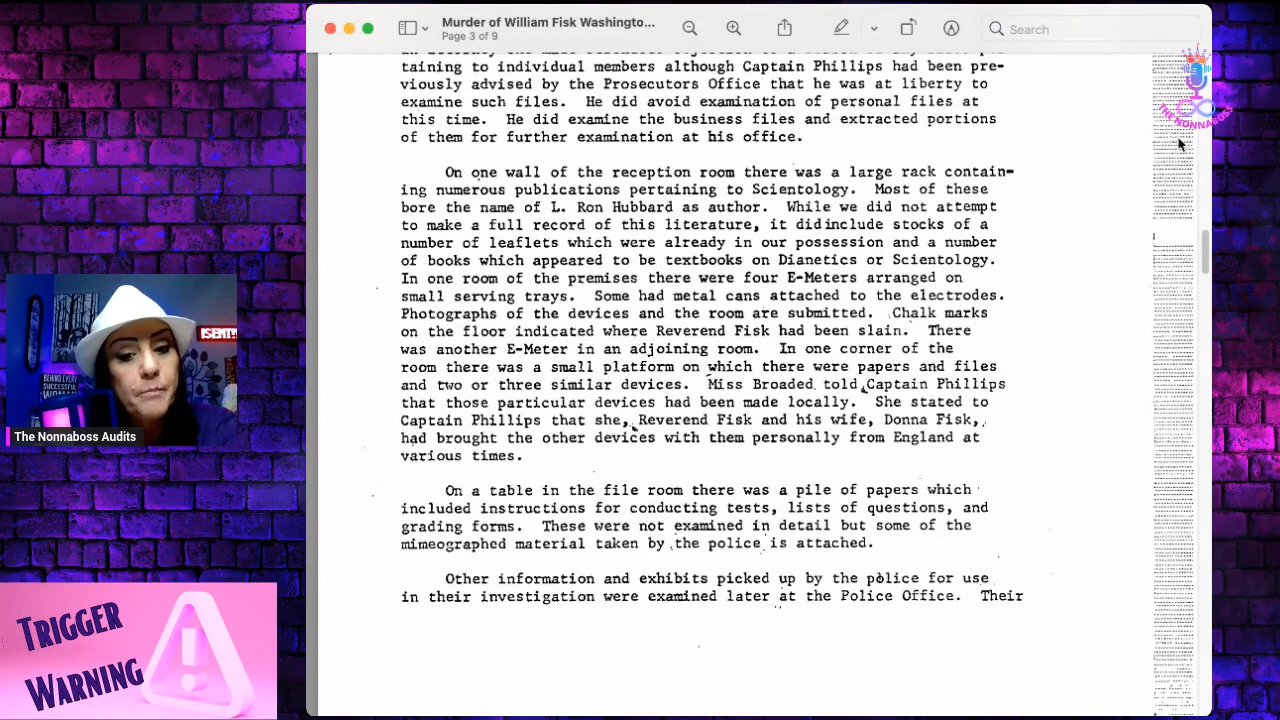 Murder of William Fisk Washingto...
Page 3 of 9
Search
taining to individual members although Captain Phillips had been pre-
viously advised by the Prosecutors Office that he was at liberty to
examine such files. He did avoid examination of personal files at
this time. He did examine the business files and extracted portions
of them for further examination at his office.
On one wall of the reception room there was a large rack contain-
ing numerous publications pertaining to Scientology. Most of these
bore the name of L. Ron Hubbard as author. While we did not attempt
to make a full record of this literature, it didinclude stocks of a
number of leaflets which were already in our possession and a number
of books which appeared to be textbooks on Dianetics or Scientology.
In one room of the premises there were four E-Meters arranged on
small serving trays. Some had metal cans attached to the electrodes.
Photographs of the devices and the room are submitted. Chalk marks
on the floor indicated where Reverend Fisk had been slain. There
was another E-Meter in an adjoining room. In one corner of the
room there was a small platform on which there were papers and files
and two or three similar devices. Miss told Captain Phillips
that these particular devices had been made locally. She stated to
Captain Phillips that she, Reverend Fisk and his wife, Donna Fisk,
had brought the other devices with them personally from England at
various times.
On a table in the file room there was a pile of papers which
included instructions for conducting tests, lists of questions, and
grading forms. These were not examined in detail but some of the
mimeographed material taken by the police is attached.
Other information and exhibits picked up by the police for use
in their investigation were examined later at the Police Office. Their
THE NONNABOSS
BEHIND EVERY
SUCCESSFUL
WOMAN
The Nonnaboss Audits
TRIGGER
WARNING